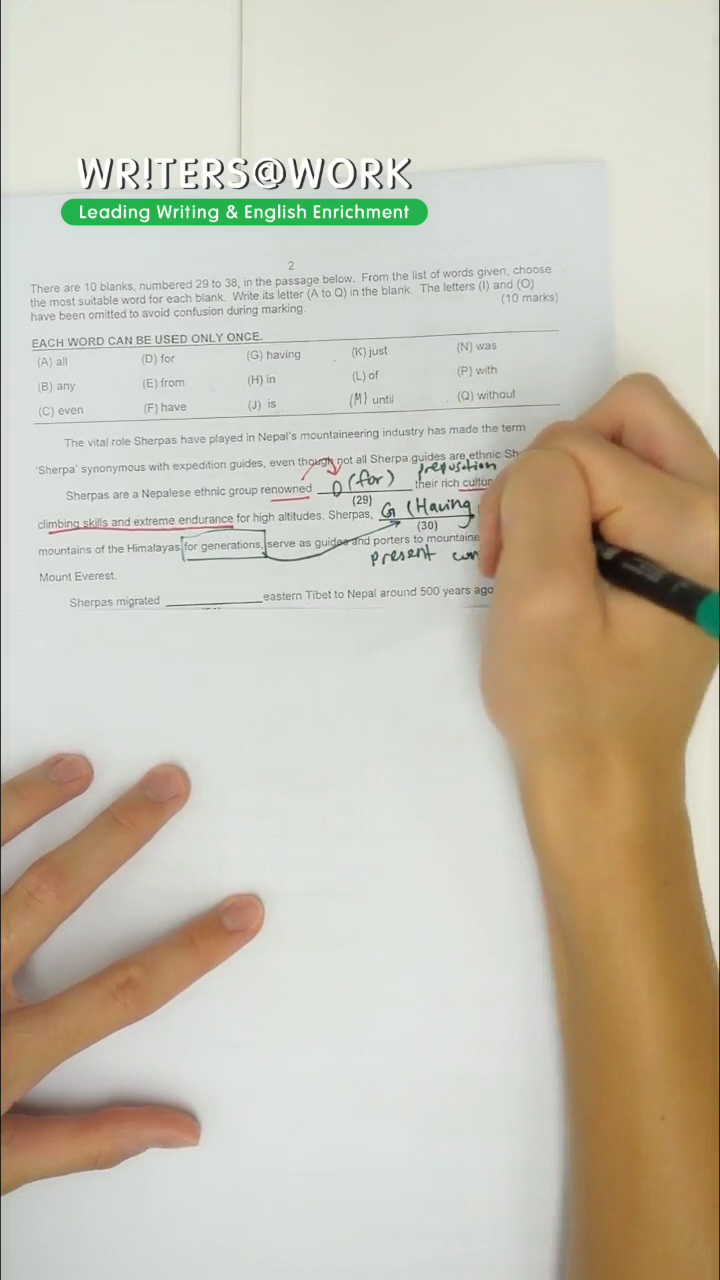 WR!TERS@WORK
Leading Writing & English Enrichment
2
There are 10 blanks, numbered 29 to 38, in the passage below. From the list of words given, choose
the most suitable word for each blank. Write its letter (A to Q) in the blank. The letters (I) and (O)
have been omitted to avoid confusion during marking. (10 marks)
EACH WORD CAN BE USED ONLY ONCE.
(A) all (D) for (G) having (K) just (N) was
(B) any (E) from (H) in (L) of (P) with
(C) even (F) have (J) is (M) until (Q) without
The vital role Sherpas have played in Nepal's mountaineering industry has made the term
'Sherpa' synonymous with expedition guides, even though not all Sherpa guides are ethnic
preposition
Sherpas are a Nepalese ethnic group renowned D (for) their rich
(29)
climbing skills and extreme endurance for high altitudes. Sherpas, G (Having
(30)
mountains of the Himalayas for generations, serve as guides and porters to
present
Mount Everest.
Sherpas migrated eastern Tibet to Nepal around 500 years ago